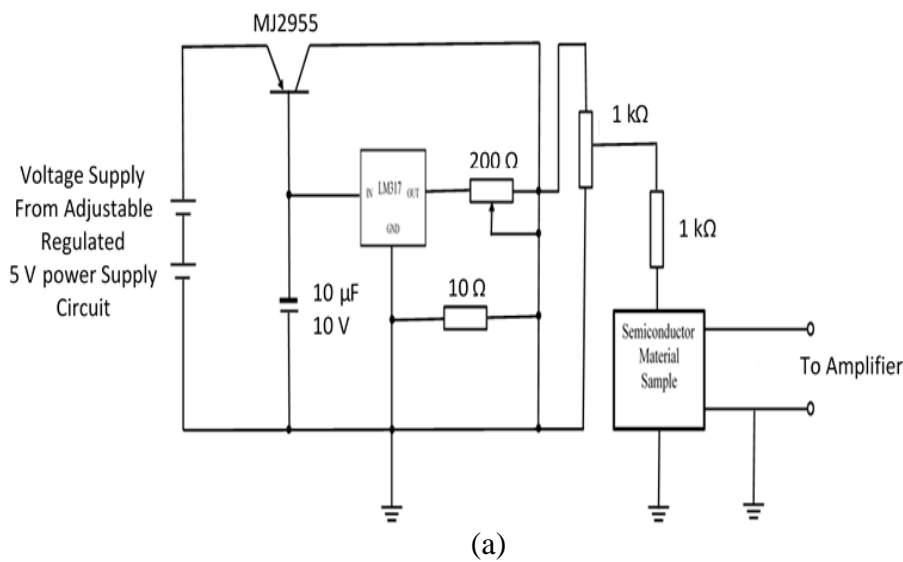 MJ2955
Voltage Supply
From Adjustable
Regulated
5 V power Supply
Circuit
IN LM317 OUT
GND
200 Ω
1 kΩ
1 kΩ
10 µF
10 V
10 Ω
Semiconductor
Material
Sample
To Amplifier
(a)